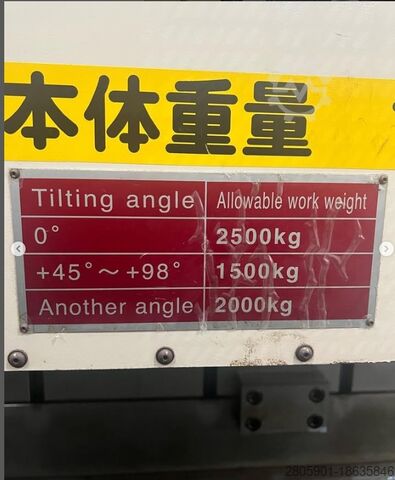 本体重量
Tilting angle Allowable work weight
0° 2500kg
+45°～+98° 1500kg
Another angle 2000kg
2805901-18635846